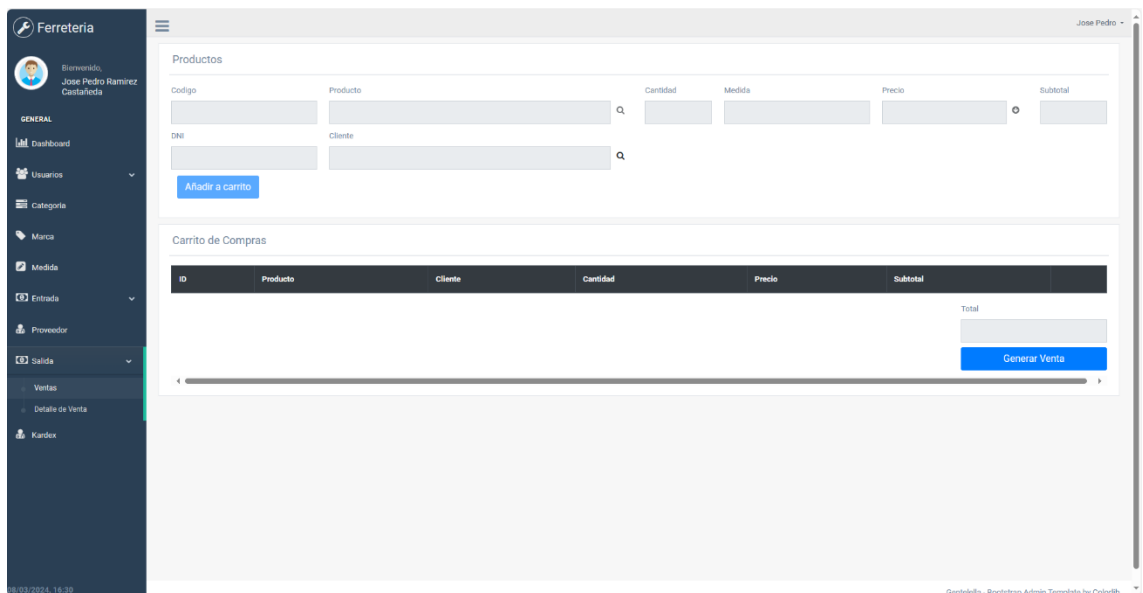 Ferreteria
Jose Pedro
Bienvenido,
Jose Pedro Ramirez
Castañeda
GENERAL
Dashboard
Usuarios
Categoria
Marca
Medida
Entrada
Proveedor
Salida
Ventas
Detalle de Venta
Kardex
08/03/2024, 16:30
Productos
Codigo Producto Cantidad Medida Precio Subtotal
DNI Cliente
Añadir a carrito
Carrito de Compras
ID Producto Cliente Cantidad Precio Subtotal
Total
Generar Venta
Gentelella - Bootstrap Admin Template by Colorlib